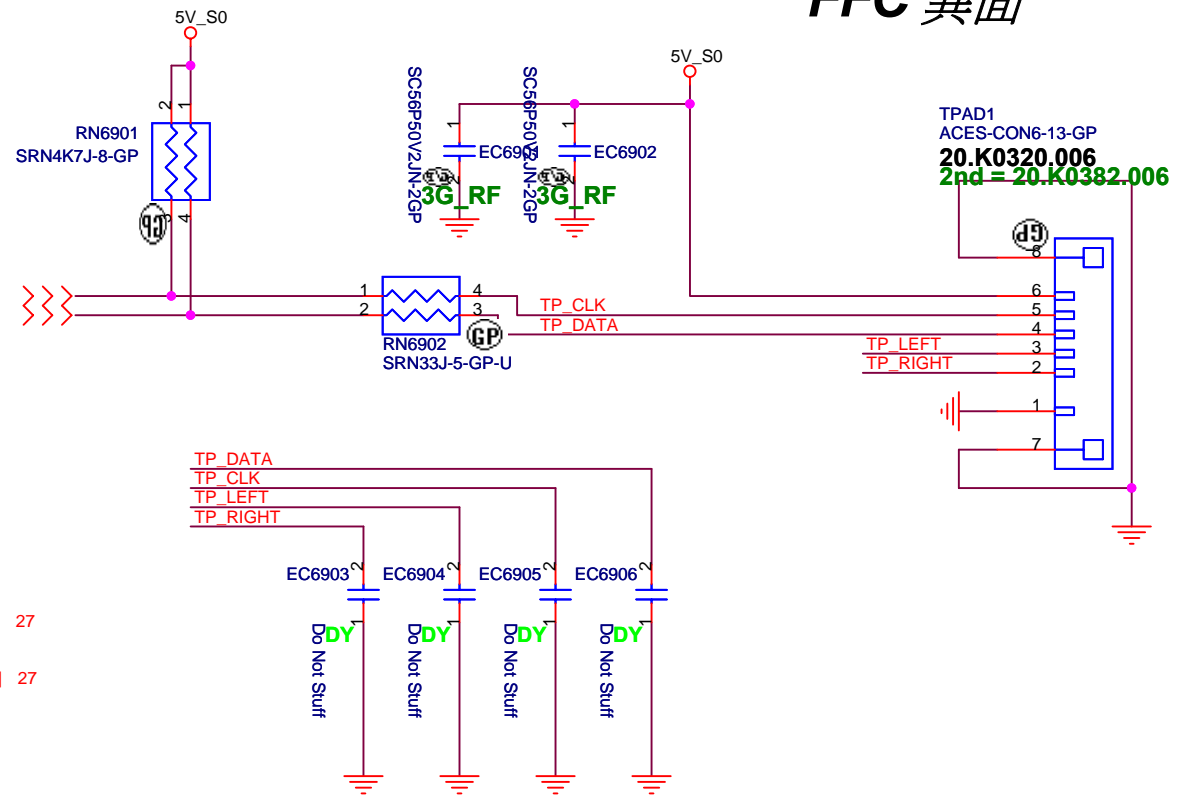 FFC 異面
5V_S0
5V_S0
RN6901
SRN4K7J-8-GP
2
1
3
4
GP
SC56P50V2JN-2GP
1
EC6901
2
3G_RF
SC56P50V2JN-2GP
1
EC6902
2
3G_RF
TPAD1
ACES-CON6-13-GP
20.K0320.006
2nd = 20.K0382.006
GP
8
6
5
4
3
2
1
7
1
2
4
3
GP
RN6902
SRN33J-5-GP-U
TP_CLK
TP_DATA
TP_LEFT
TP_RIGHT
TP_DATA
TP_CLK
TP_LEFT
TP_RIGHT
EC6903
2
1
DY
Do Not Stuff
EC6904
2
1
DY
Do Not Stuff
EC6905
2
1
DY
Do Not Stuff
EC6906
2
1
DY
Do Not Stuff
27
27